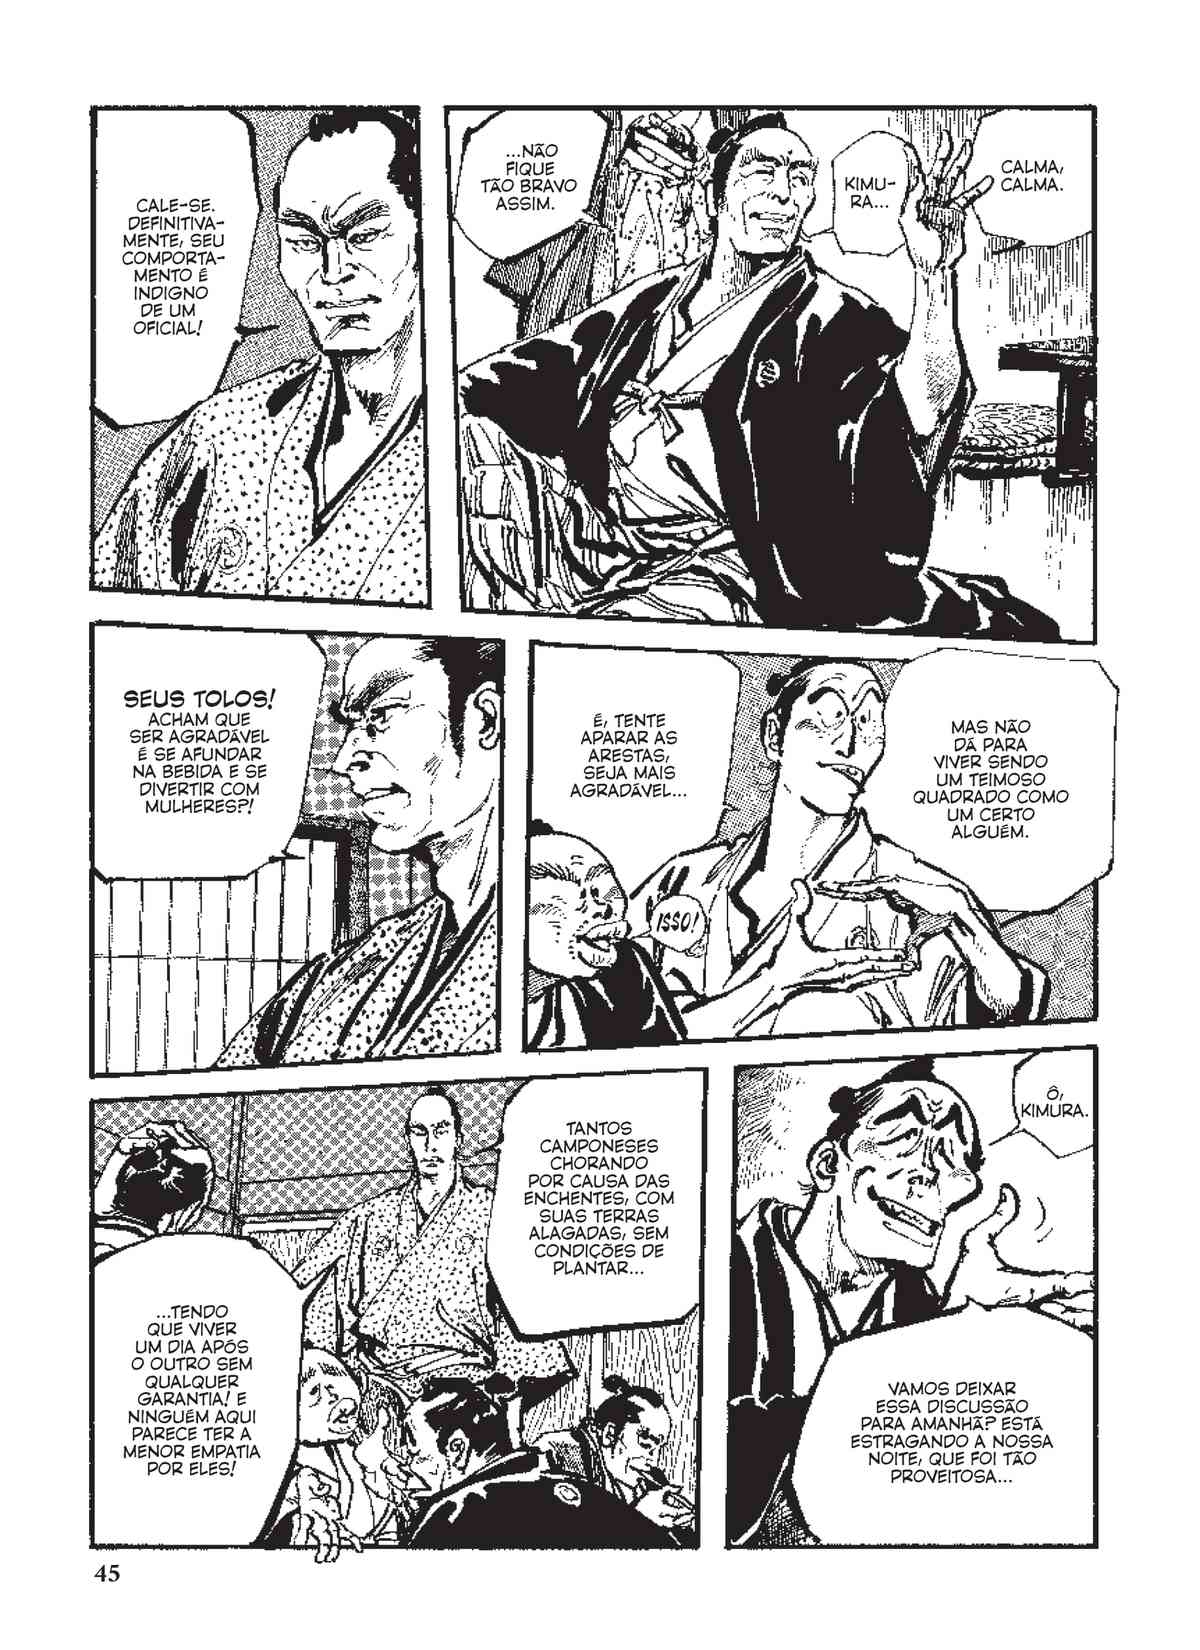 CALMA,
CALMA.
KIMU-
RA...
...NÃO
FIQUE
TÃO BRAVO
ASSIM.
CALE-SE.
DEFINITIVA-
MENTE, SEU
COMPORTA-
MENTO É
INDIGNO
DE UM
OFICIAL!
MAS NÃO
DÁ PARA
VIVER SENDO
UM TEIMOSO
QUADRADO COMO
UM CERTO
ALGUÉM.
É, TENTE
APARAR AS
ARESTAS,
SEJA MAIS
AGRADÁVEL...
ISSO!
SEUS TOLOS!
ACHAM QUE
SER AGRADÁVEL
É SE AFUNDAR
NA BEBIDA E SE
DIVERTIR COM
MULHERES?!
Ô,
KIMURA.
VAMOS DEIXAR
ESSA DISCUSSÃO
PARA AMANHÃ? ESTÁ
ESTRAGANDO A NOSSA
NOITE, QUE FOI TÃO
PROVEITOSA...
TANTOS
CAMPONESES
CHORANDO
POR CAUSA DAS
ENCHENTES, COM
SUAS TERRAS
ALAGADAS, SEM
CONDIÇÕES DE
PLANTAR...
...TENDO
QUE VIVER
UM DIA APÓS
O OUTRO SEM
QUALQUER
GARANTIA! E
NINGUÉM AQUI
PARECE TER A
MENOR EMPATIA
POR ELES!
45